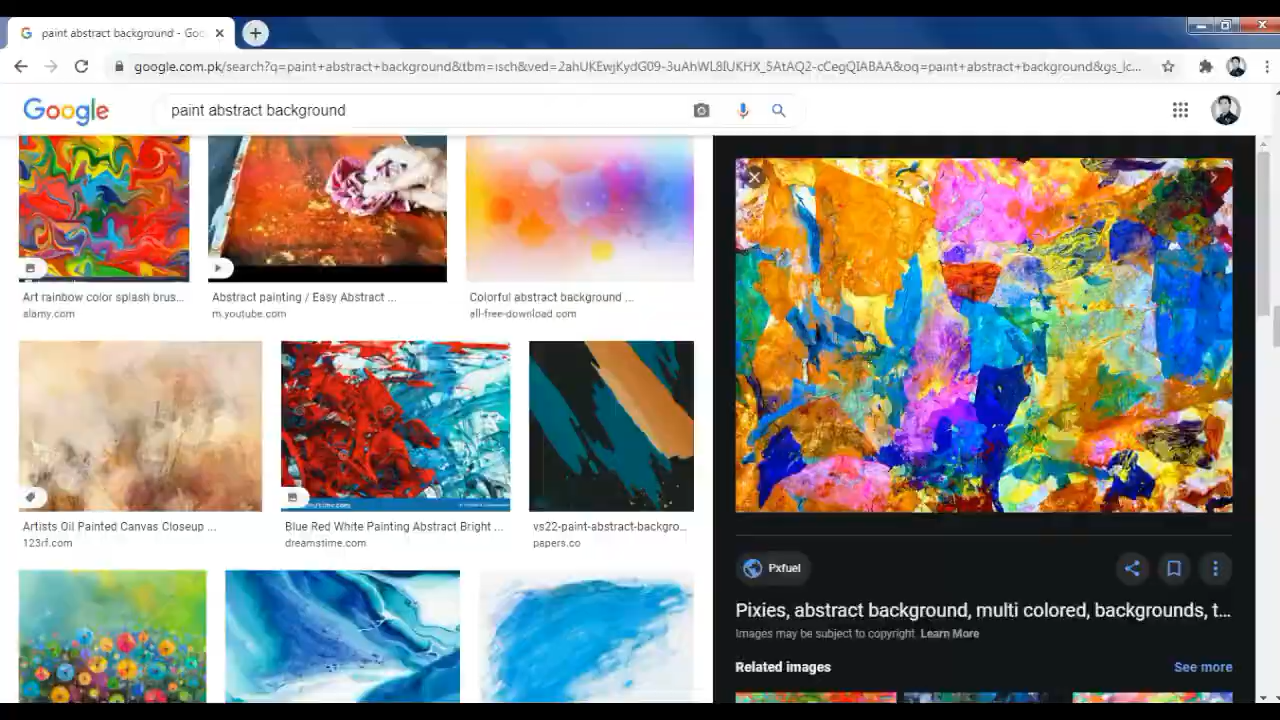 paint abstract background - Goo
google.com.pk/search?q=paint+abstract+background&tbm=isch&ved=2ahUKEwjKydG09-3uAhWL8IUKHX_5AtAQ2-cCegQIABAA&oq=paint+abstract+background&gs_lc...
Google
paint abstract background
Art rainbow color splash brus...
alamy.com
Abstract painting / Easy Abstract ...
m.youtube.com
Colorful abstract background ...
all-free-download.com
Artists Oil Painted Canvas Closeup ...
123rf.com
Blue Red White Painting Abstract Bright ...
dreamstime.com
vs22-paint-abstract-backgro...
papers.co
Pxfuel
Pixies, abstract background, multi colored, backgrounds, t...
Images may be subject to copyright Learn More
Related images
See more